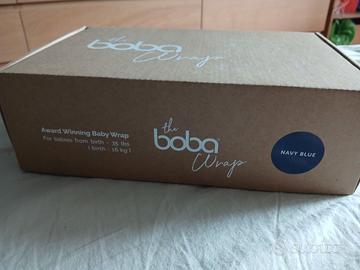 the
boba
Wrap
Award Winning Baby Wrap
For babies from birth - 35 lbs
( birth - 16 kg )
the
boba
Wrap
NAVY BLUE